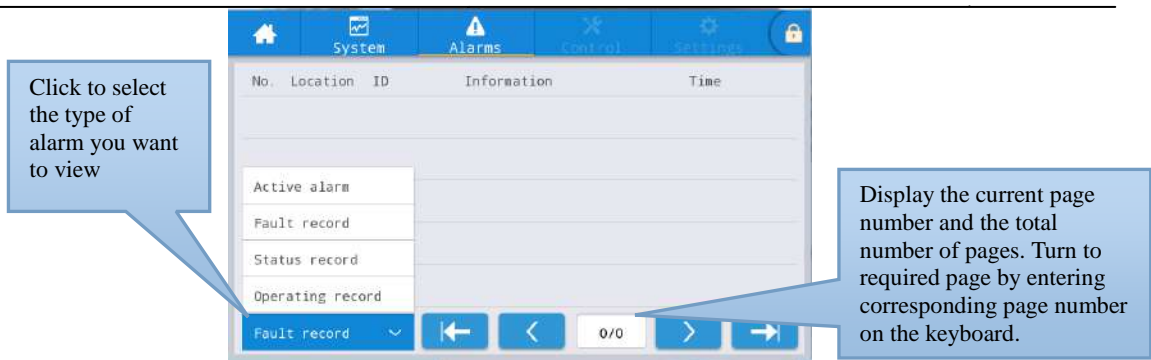 System
Alarms
Control
Settings
No. Location ID Information Time
Click to select
the type of
alarm you want
to view
Active alarm
Fault record
Status record
Operating record
Fault record
0/0
Display the current page
number and the total
number of pages. Turn to
required page by entering
corresponding page number
on the keyboard.